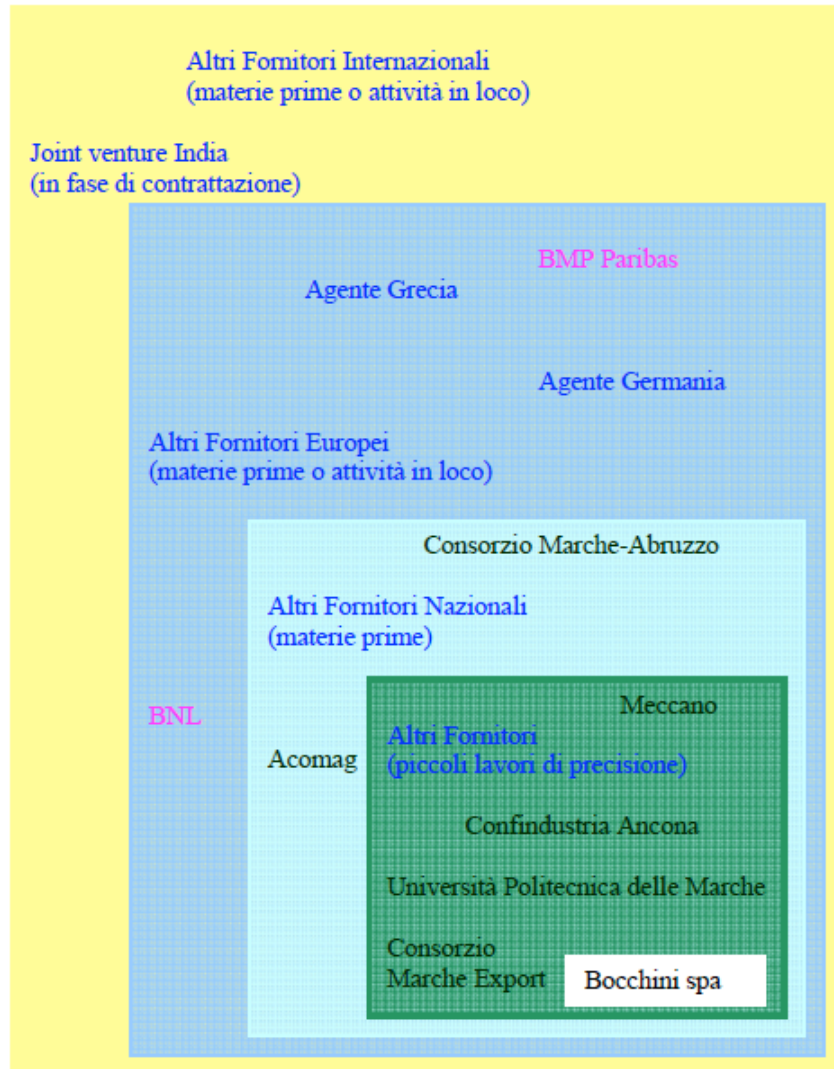 Altri Fornitori Internazionali
(materie prime o attività in loco)
Joint venture India
(in fase di contrattazione)
BMP Paribas
Agente Grecia
Agente Germania
Altri Fornitori Europei
(materie prime o attività in loco)
Consorzio Marche-Abruzzo
Altri Fornitori Nazionali
(materie prime)
Meccano
BNL
Altri Fornitori
Acomag
(piccoli lavori di precisione)
Confindustria Ancona
Università Politecnica delle Marche
Consorzio
Marche Export
Bocchini spa